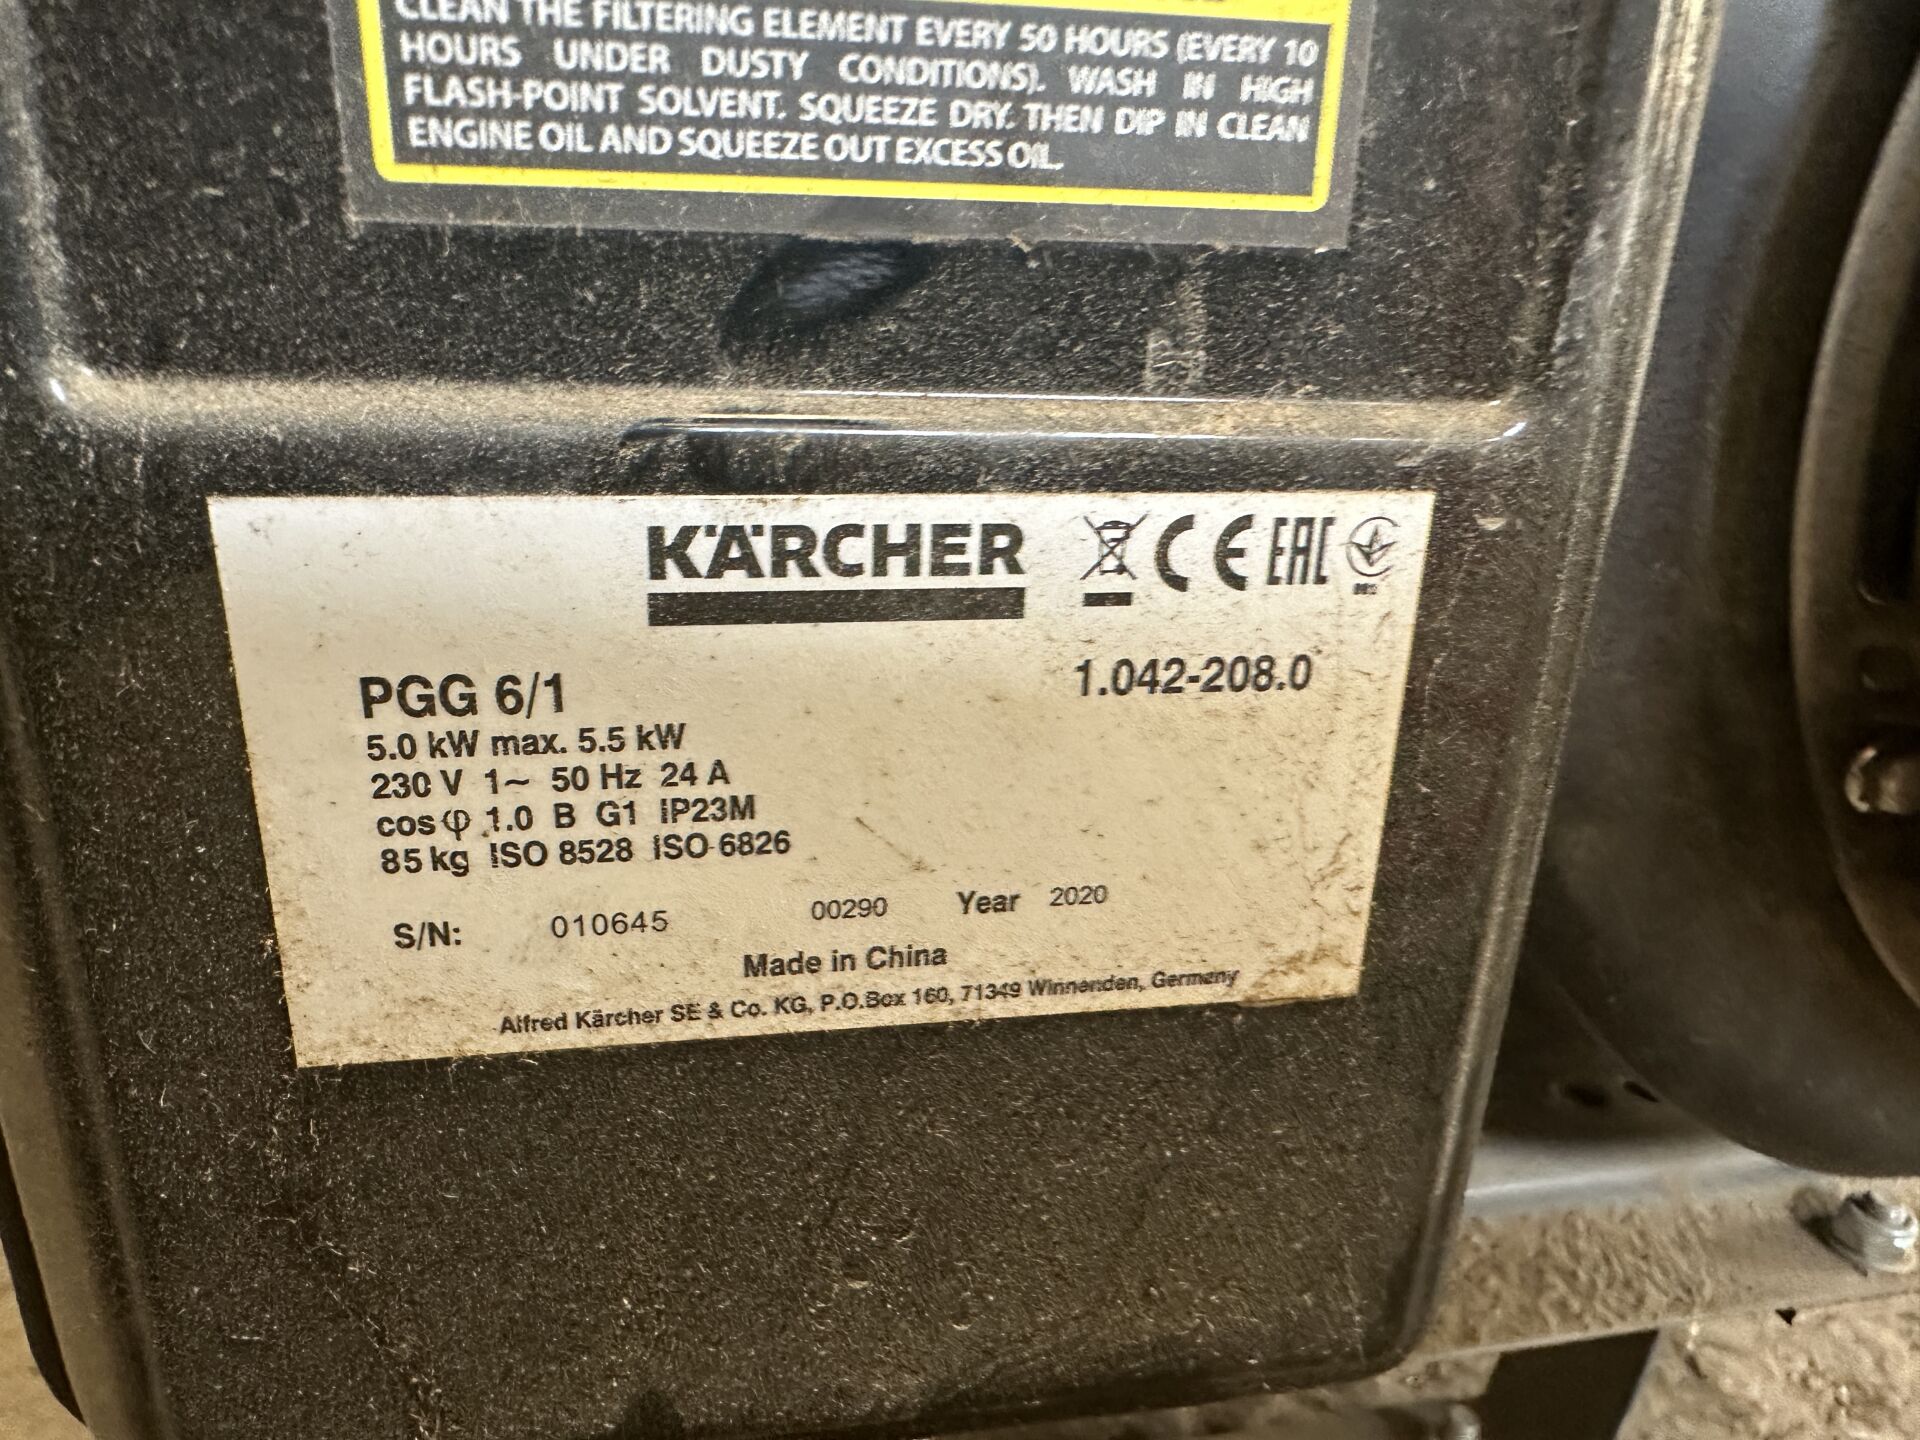 CLEAN THE FILTERING ELEMENT EVERY 50 HOURS (EVERY 10
HOURS UNDER DUSTY CONDITIONS). WASH IN HIGH
FLASH-POINT SOLVENT. SQUEEZE DRY. THEN DIP IN CLEAN
ENGINE OIL AND SQUEEZE OUT EXCESS OIL.
KÄRCHER CE EAC
PGG 6/1 1.042-208.0
5.0 kW max. 5.5 kW
230 V 1~ 50 Hz 24 A
cos φ 1.0 B G1 IP23M
85 kg ISO 8528 ISO 6826
S/N: 010645 00290 Year 2020
Made in China
Alfred Kärcher SE & Co. KG, P.O.Box 160, 71349 Winnenden, Germany